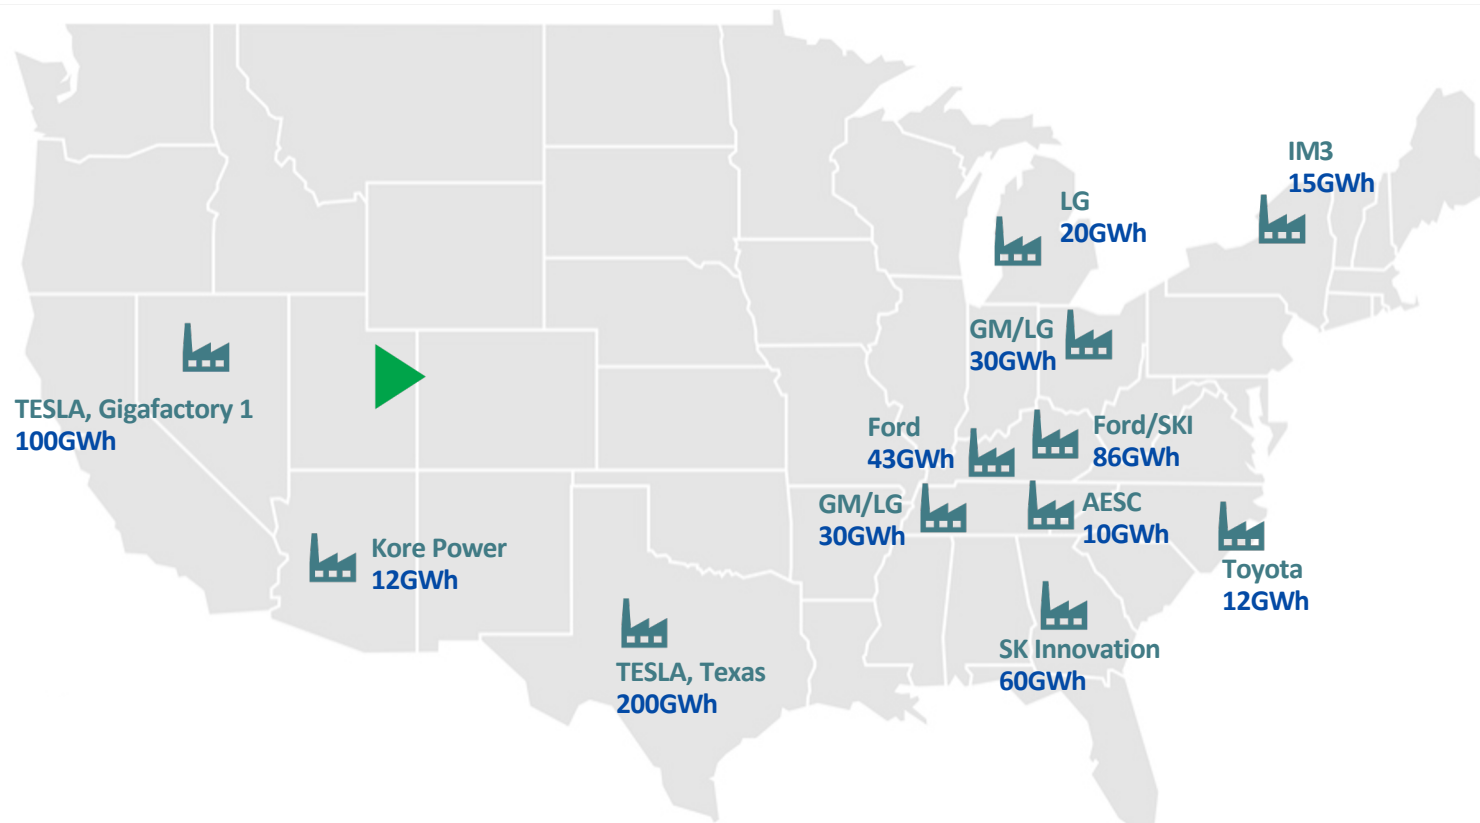 IM3
15GWh
LG
20GWh
GM/LG
30GWh
TESLA, Gigafactory 1
100GWh
Ford
43GWh
Ford/SKI
86GWh
GM/LG
30GWh
AESC
10GWh
Kore Power
12GWh
Toyota
12GWh
SK Innovation
60GWh
TESLA, Texas
200GWh